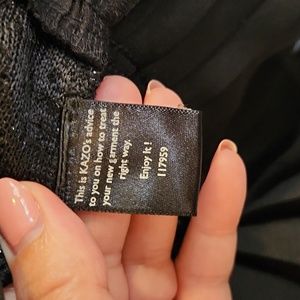 This is KAZO's advice
to you on how to treat
your new garment the
right way.
Enjoy It !
117959